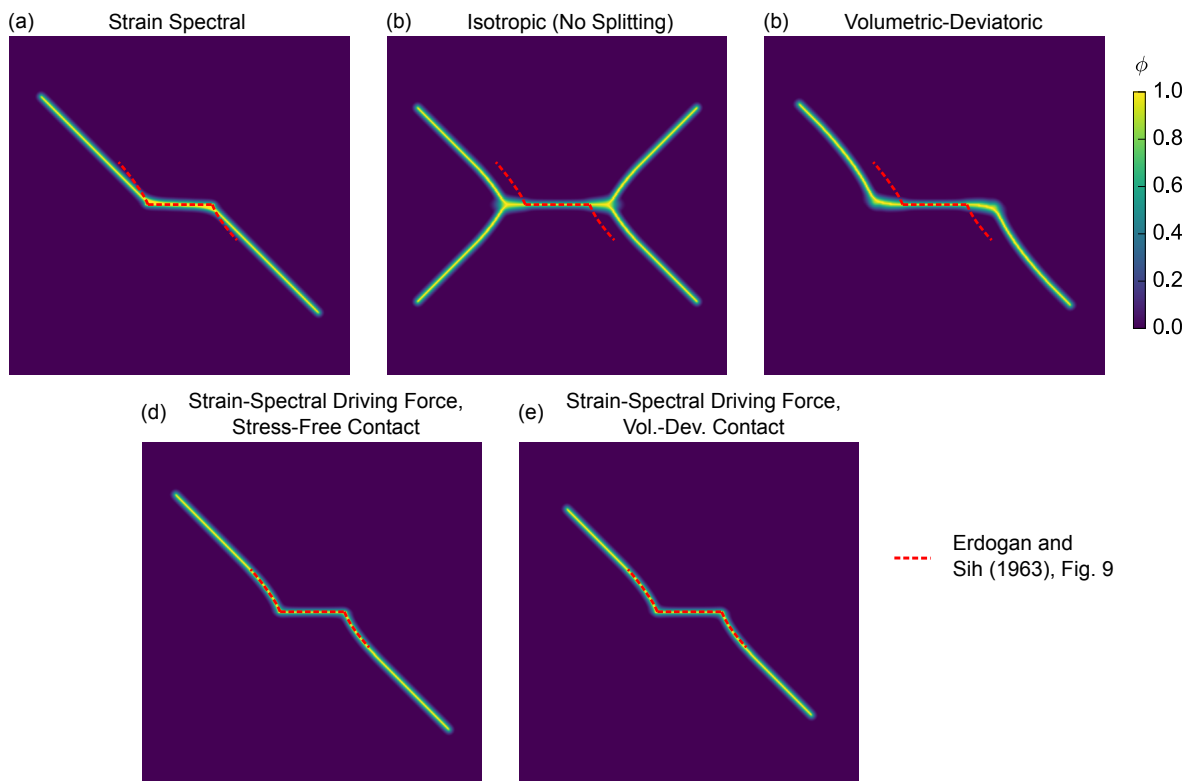 (a) Strain Spectral
(b) Isotropic (No Splitting)
(b) Volumetric-Deviatoric
ϕ
1.0
0.8
0.6
0.4
0.2
0.0
(d) Strain-Spectral Driving Force,
Stress-Free Contact
(e) Strain-Spectral Driving Force,
Vol.-Dev. Contact
Erdogan and
Sih (1963), Fig. 9